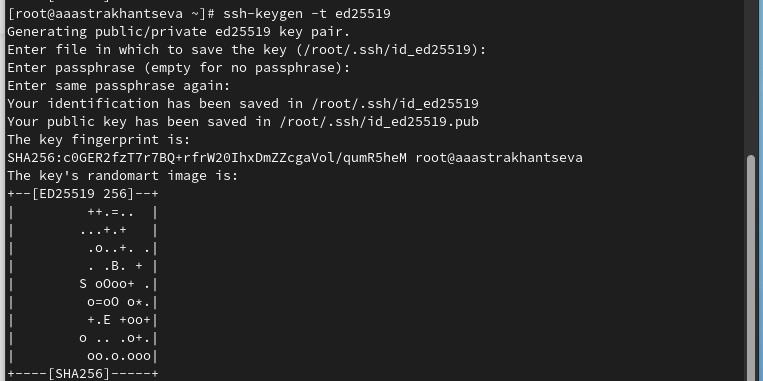 [root@aaastrakhantseva ~]# ssh-keygen -t ed25519
Generating public/private ed25519 key pair.
Enter file in which to save the key (/root/.ssh/id_ed25519):
Enter passphrase (empty for no passphrase):
Enter same passphrase again:
Your identification has been saved in /root/.ssh/id_ed25519
Your public key has been saved in /root/.ssh/id_ed25519.pub
The key fingerprint is:
SHA256:c0GER2fzT7r7BQ+rfrW20IhxDmZZcgaVol/qumR5heM root@aaastrakhantseva
The key's randomart image is:
+--[ED25519 256]--+
|         ++.=..  |
|        ...+.+   |
|         .o..+. .|
|         . .B. + |
|        S oOoo+ .|
|         o=oO o*.|
|         +.E +oo+|
|        o .. .o+.|
|         oo.o.ooo|
+----[SHA256]-----+